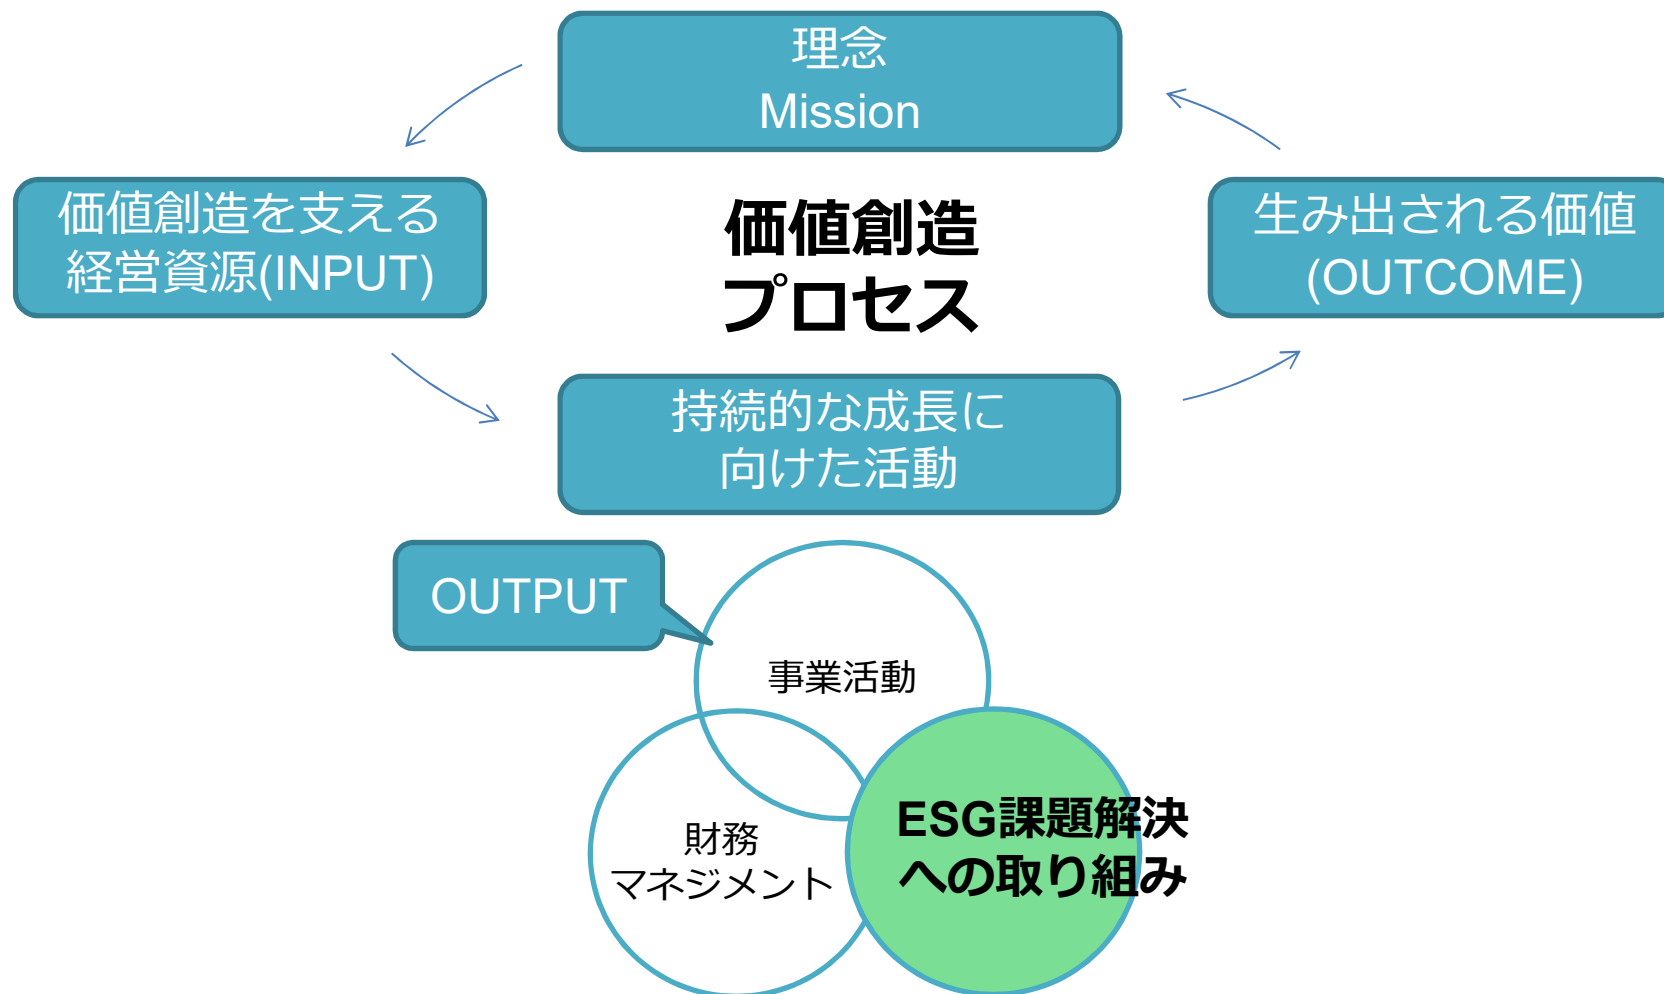 理念
Mission
価値創造を支える
経営資源(INPUT)
価値創造
プロセス
生み出される価値
(OUTCOME)
持続的な成長に
向けた活動
OUTPUT
事業活動
財務
マネジメント
ESG課題解決
への取り組み